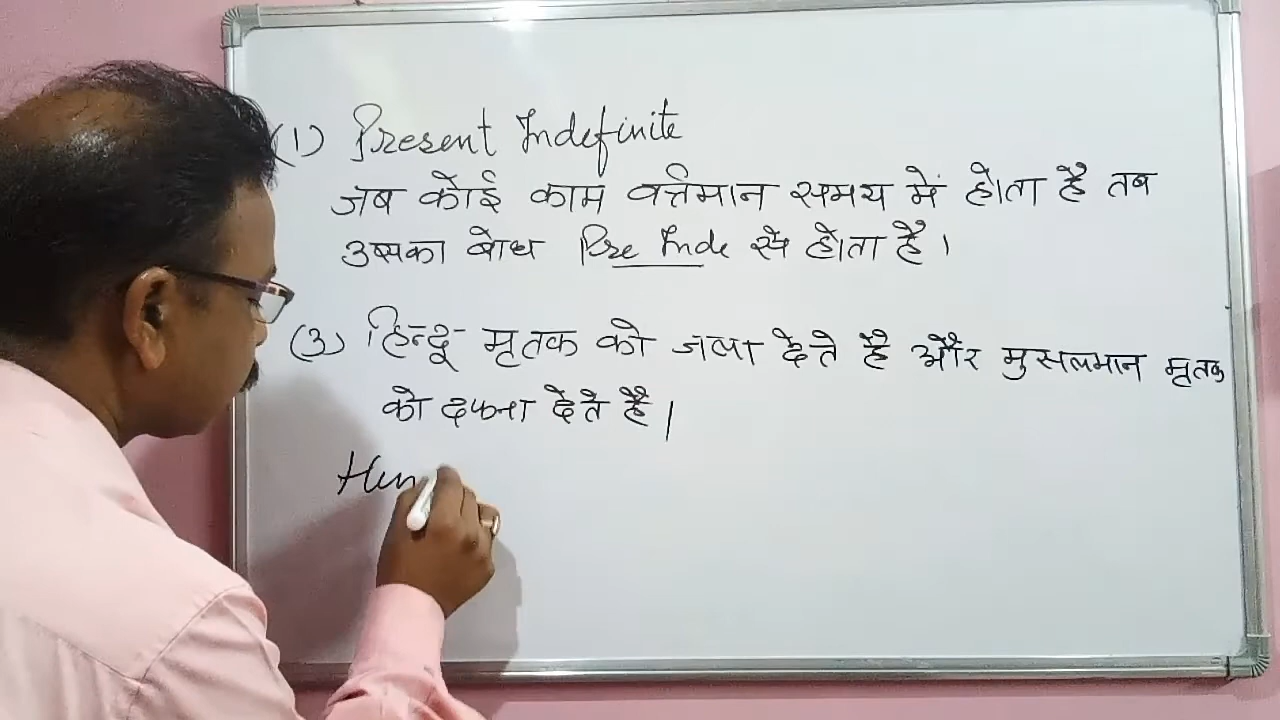 (1) Present Indefinite
जब कोई काम वर्त्तमान समय में होता है तब
उसका बोध Pre Inde से होता है।
(3) हिन्दू मृतक को जला देते है और मुसलमान मृतक
को दफना देते है।
Hin